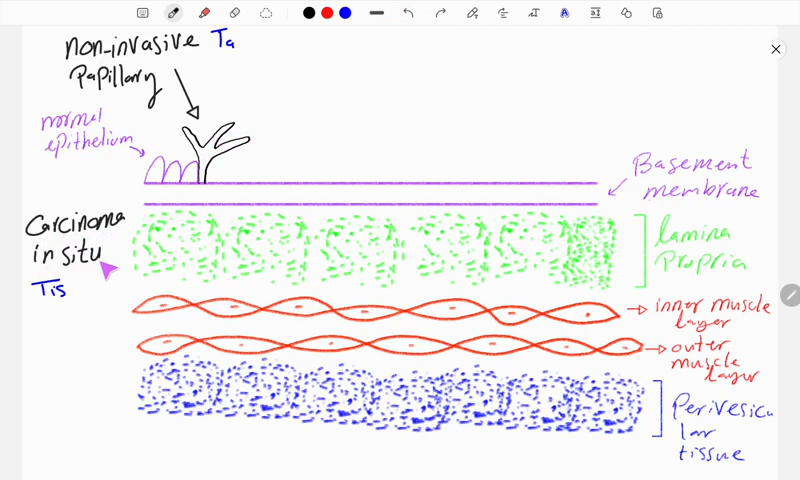 non-invasive Ta
Papillary
normal
epithelium
Basement
membrane
Carcinoma
in situ
Tis
lamina
Propria
inner muscle
layer
outer
muscle
layer
Perivesicu
lar
tissue